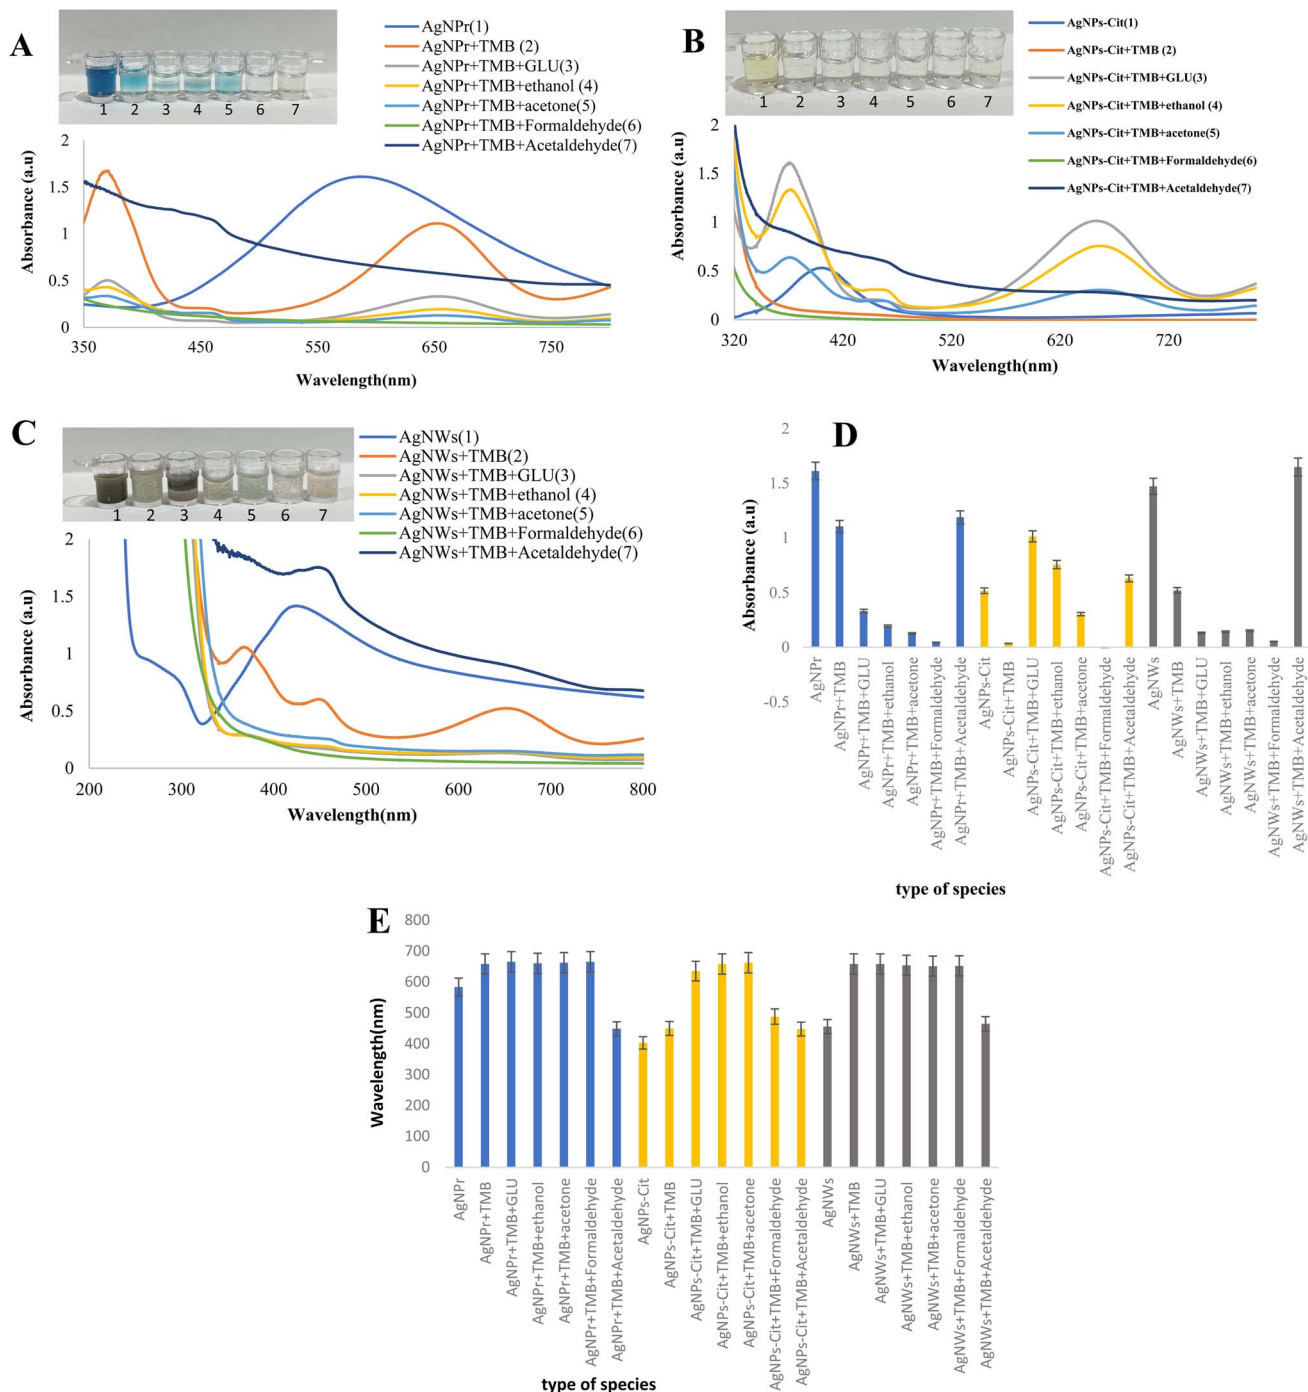 A
1 2 3 4 5 6 7
AgNPr(1)
AgNPr+TMB (2)
AgNPr+TMB+GLU(3)
AgNPr+TMB+ethanol (4)
AgNPr+TMB+acetone(5)
AgNPr+TMB+Formaldehyde(6)
AgNPr+TMB+Acetaldehyde(7)
Absorbance (a.u)
2
1.5
1
0.5
0
350 450 550 650 750
Wavelength(nm)
B
1 2 3 4 5 6 7
AgNPs-Cit(1)
AgNPs-Cit+TMB (2)
AgNPs-Cit+TMB+GLU(3)
AgNPs-Cit+TMB+ethanol (4)
AgNPs-Cit+TMB+acetone(5)
AgNPs-Cit+TMB+Formaldehyde(6)
AgNPs-Cit+TMB+Acetaldehyde(7)
Absorbance (a.u)
2
1.5
1
0.5
0
320 420 520 620 720
Wavelength(nm)
C
1 2 3 4 5 6 7
AgNWs(1)
AgNWs+TMB(2)
AgNWs+TMB+GLU(3)
AgNWs+TMB+ethanol (4)
AgNWs+TMB+acetone(5)
AgNWs+TMB+Formaldehyde(6)
AgNWs+TMB+Acetaldehyde(7)
Absorbance (a.u)
2
1.5
1
0.5
0
200 300 400 500 600 700 800
Wavelength(nm)
D
Absorbance (a.u)
2
1.5
1
0.5
0
-0.5
AgNPr
AgNPr+TMB
AgNPr+TMB+GLU
AgNPr+TMB+ethanol
AgNPr+TMB+acetone
AgNPr+TMB+Formaldehyde
AgNPr+TMB+Acetaldehyde
AgNPs-Cit
AgNPs-Cit+TMB
AgNPs-Cit+TMB+GLU
AgNPs-Cit+TMB+ethanol
AgNPs-Cit+TMB+acetone
AgNPs-Cit+TMB+Formaldehyde
AgNPs-Cit+TMB+Acetaldehyde
AgNWs
AgNWs+TMB
AgNWs+TMB+GLU
AgNWs+TMB+ethanol
AgNWs+TMB+acetone
AgNWs+TMB+Formaldehyde
AgNWs+TMB+Acetaldehyde
type of species
E
Wavelength(nm)
800
700
600
500
400
300
200
100
0
AgNPr
AgNPr+TMB
AgNPr+TMB+GLU
AgNPr+TMB+ethanol
AgNPr+TMB+acetone
AgNPr+TMB+Formaldehyde
AgNPr+TMB+Acetaldehyde
AgNPs-Cit
AgNPs-Cit+TMB
AgNPs-Cit+TMB+GLU
AgNPs-Cit+TMB+ethanol
AgNPs-Cit+TMB+acetone
AgNPs-Cit+TMB+Formaldehyde
AgNPs-Cit+TMB+Acetaldehyde
AgNWs
AgNWs+TMB
AgNWs+TMB+GLU
AgNWs+TMB+ethanol
AgNWs+TMB+acetone
AgNWs+TMB+Formaldehyde
AgNWs+TMB+Acetaldehyde
type of species